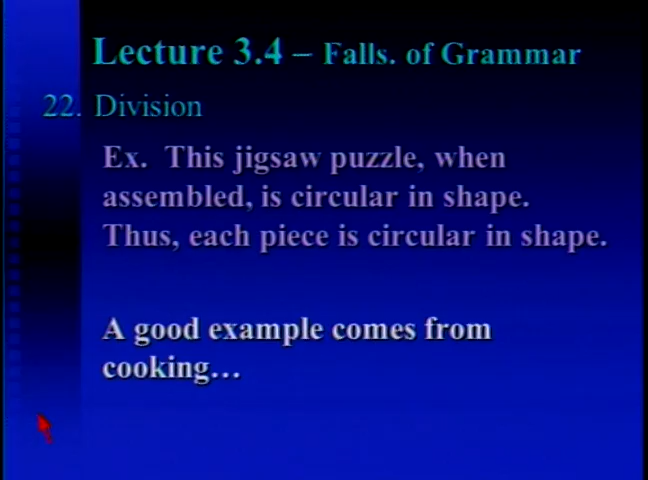 Lecture 3.4 – Falls. of Grammar
22. Division
Ex. This jigsaw puzzle, when
assembled, is circular in shape.
Thus, each piece is circular in shape.
A good example comes from
cooking…